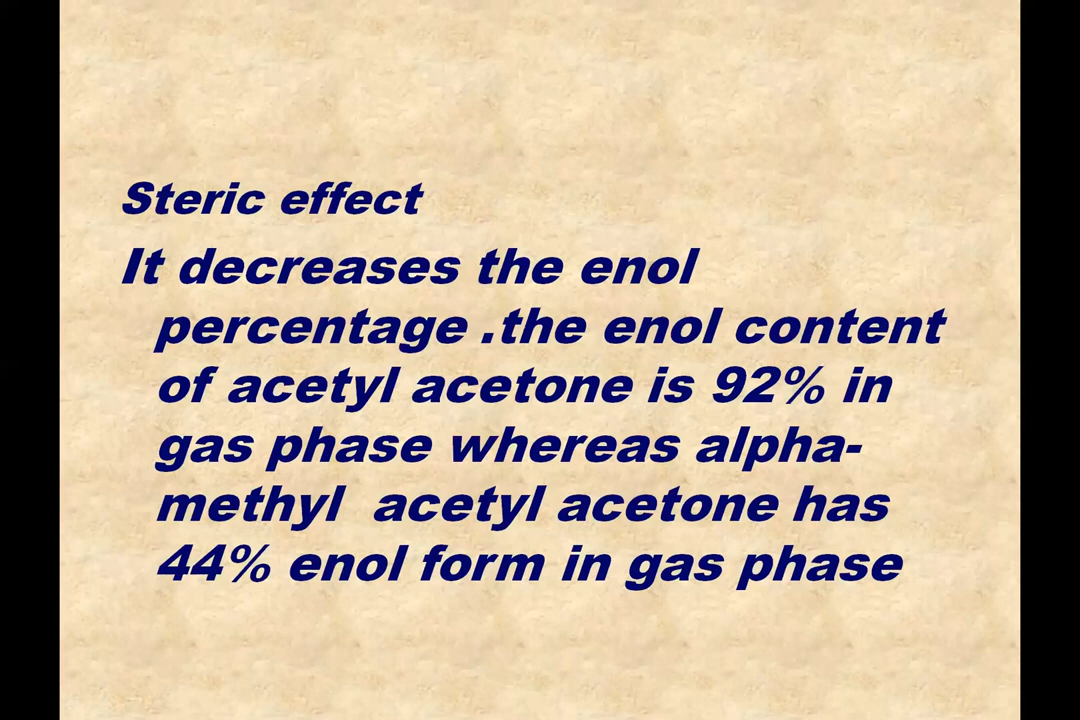 Steric effect
It decreases the enol
percentage .the enol content
of acetyl acetone is 92% in
gas phase whereas alpha-
methyl  acetyl acetone has
44% enol form in gas phase